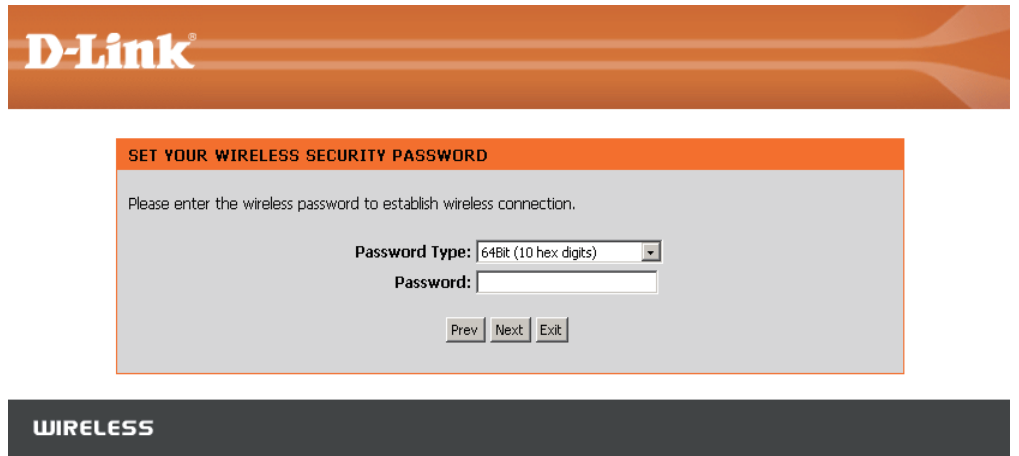 D-Link®
SET YOUR WIRELESS SECURITY PASSWORD
Please enter the wireless password to establish wireless connection.
Password Type: 64Bit (10 hex digits)
Password:
Prev Next Exit
WIRELESS